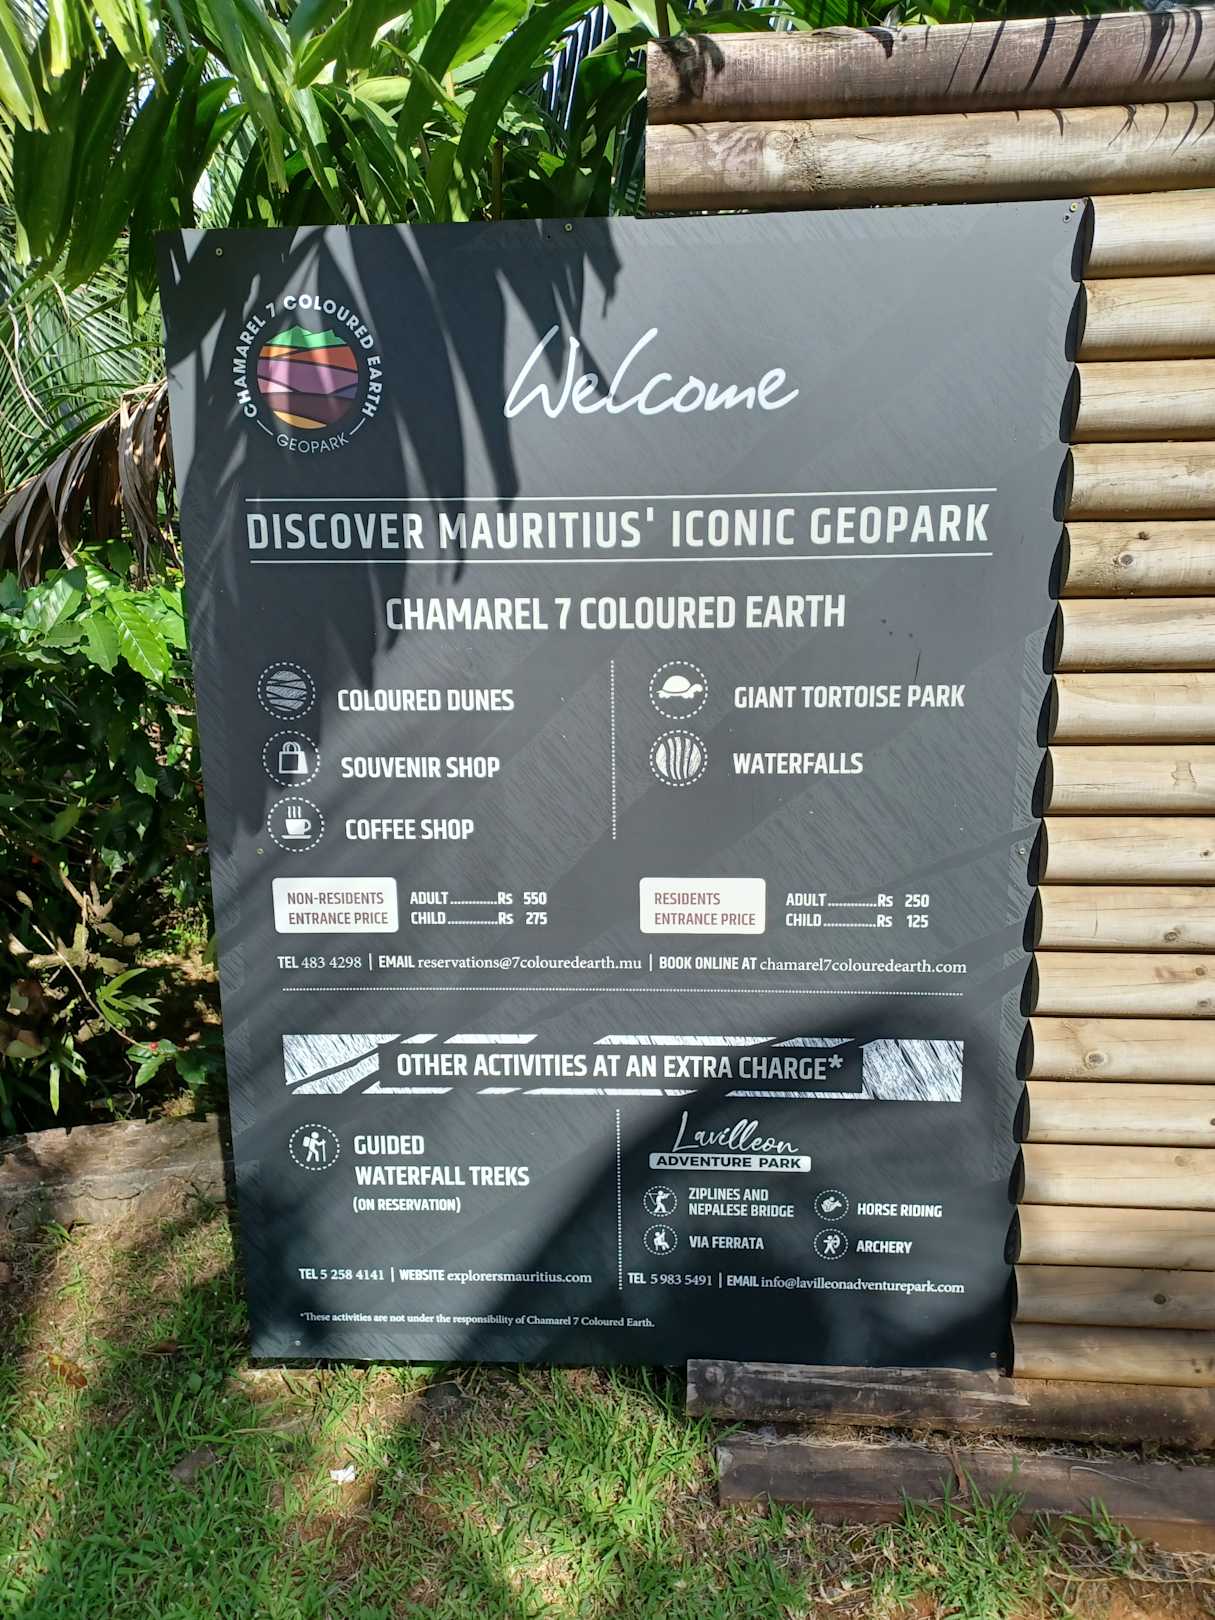 CHAMAREL 7 COLOURED EARTH
GEOPARK
Welcome
DISCOVER MAURITIUS' ICONIC GEOPARK
CHAMAREL 7 COLOURED EARTH
COLOURED DUNES
SOUVENIR SHOP
COFFEE SHOP
GIANT TORTOISE PARK
WATERFALLS
NON-RESIDENTS
ENTRANCE PRICE
ADULT............Rs 550
CHILD.............Rs 275
RESIDENTS
ENTRANCE PRICE
ADULT.............Rs 250
CHILD..............Rs 125
TEL 483 4298 | EMAIL reservations@7colouredearth.mu | BOOK ONLINE AT chamarel7colouredearth.com
OTHER ACTIVITIES AT AN EXTRA CHARGE*
GUIDED
WATERFALL TREKS
(ON RESERVATION)
TEL 5 258 4141 | WEBSITE explorersmauritius.com
Lavilleon
ADVENTURE PARK
ZIPLINES AND
NEPALESE BRIDGE
HORSE RIDING
VIA FERRATA
ARCHERY
TEL 5 983 5491 | EMAIL info@lavilleonadventurepark.com
*These activities are not under the responsibility of Chamarel 7 Coloured Earth.